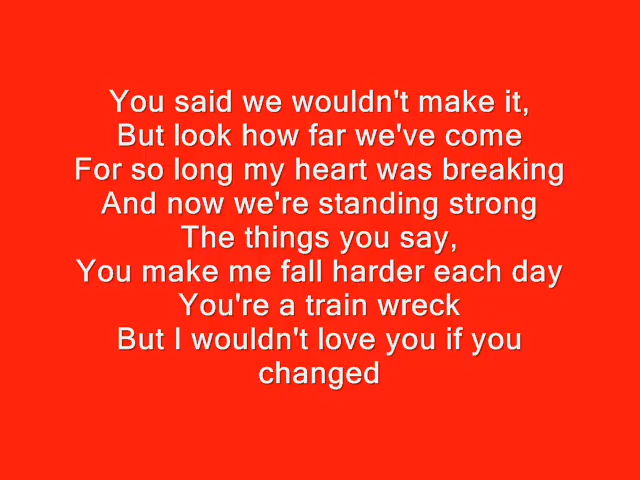 You said we wouldn't make it,
But look how far we've come
For so long my heart was breaking
And now we're standing strong
The things you say,
You make me fall harder each day
You're a train wreck
But I wouldn't love you if you
changed